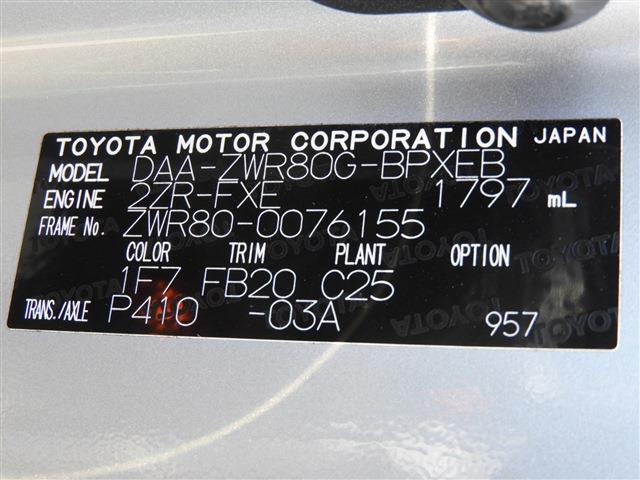 TOYOTA MOTOR CORPORATION JAPAN
MODEL DAA-ZWR80G-BPXEB
ENGINE 2ZR-FXE 1797 mL
FRAME No. ZWR80-0076155
COLOR TRIM PLANT OPTION
1F7 FB20 C25
TRANS./AXLE P410 -03A 957